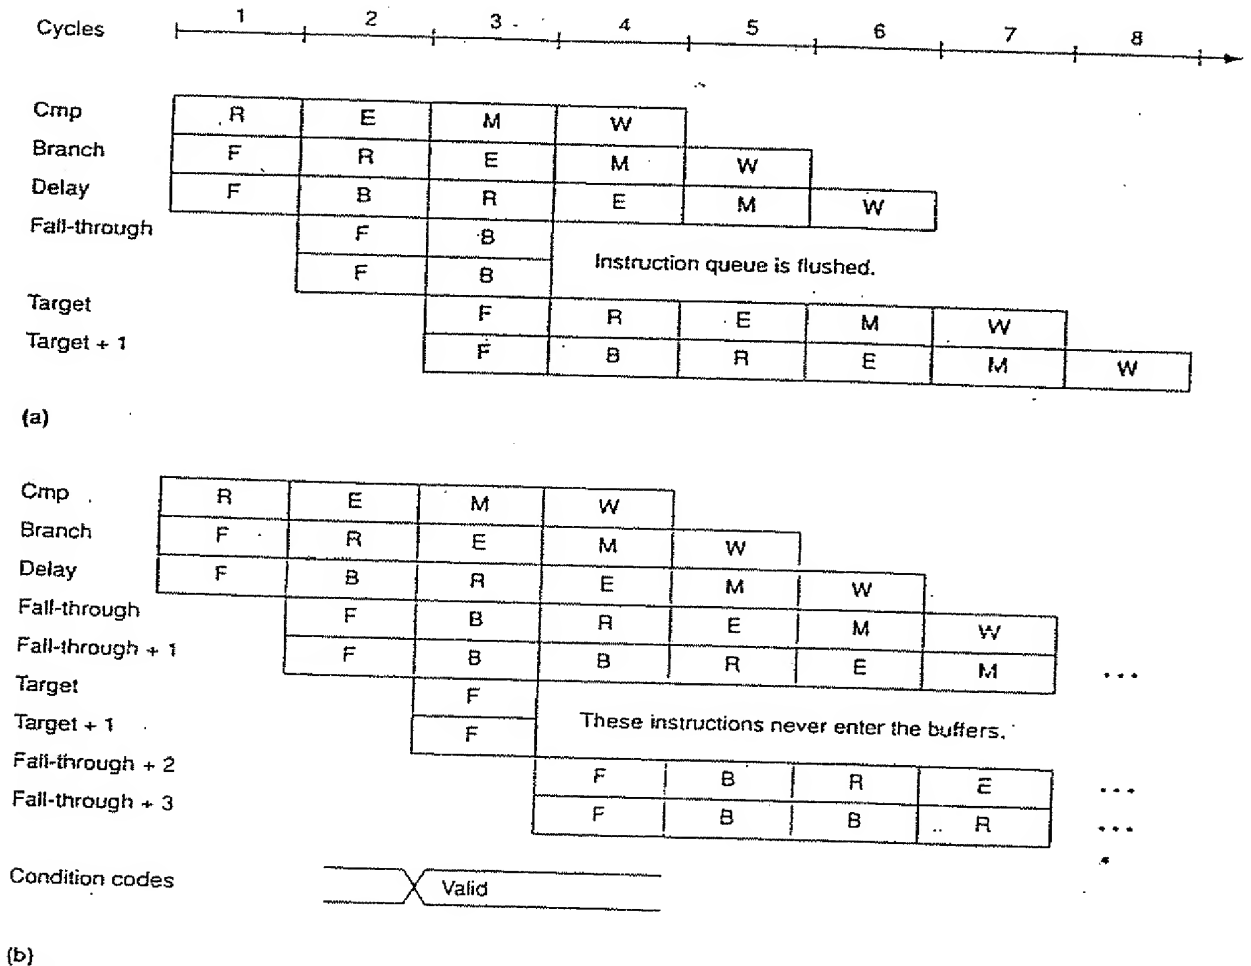 Cycles 1 2 3 4 5 6 7 8
Cmp R E M W
Branch F R E M W
Delay F B R E M W
Fall-through F B
Instruction queue is flushed.
F B
Target F R E M W
Target + 1 F B R E M W
(a)
Cmp R E M W
Branch F R E M W
Delay F B R E M W
Fall-through F B R E M W
Fall-through + 1 F B B R E M ...
Target F
These instructions never enter the buffers.
Target + 1 F
Fall-through + 2 F B R E ...
Fall-through + 3 F B B R ...
Condition codes Valid
(b)